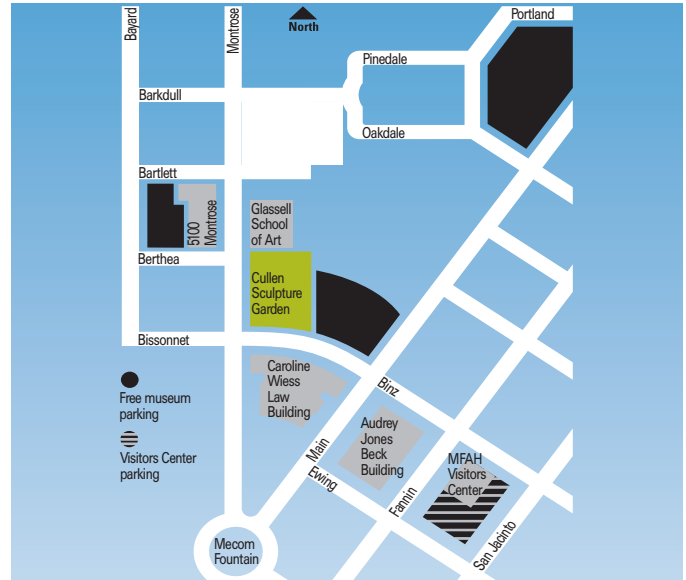 Bayard
Montrose
North
Portland
Pinedale
Barkdull
Oakdale
Bartlett
5100
Montrose
Glassell
School
of Art
Berthea
Cullen
Sculpture
Garden
Bissonnet
Caroline
Wiess
Law
Building
Binz
Free museum
parking
Visitors Center
parking
Audrey
Jones
Beck
Building
Main
Ewing
MFAH
Visitors
Center
Fannin
San Jacinto
Mecom
Fountain